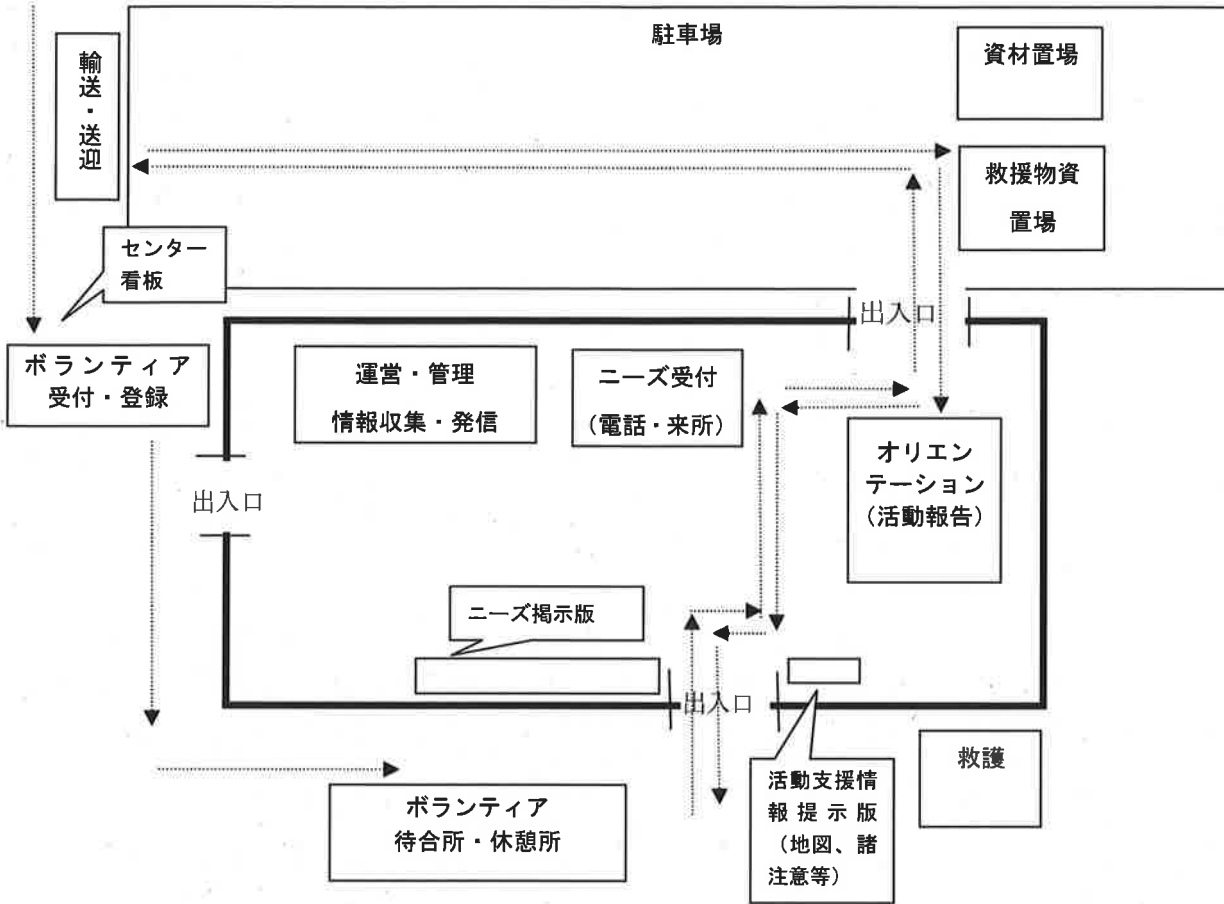 駐車場
輸送・送迎
資材置場
救援物資
置場
センター
看板
出入口
ボランティア
受付・登録
運営・管理
情報収集・発信
ニーズ受付
（電話・来所）
オリエン
テーション
（活動報告）
出入口
ニーズ掲示版
出入口
救護
活動支援情
報提示版
（地図、諸
注意等）
ボランティア
待合所・休憩所